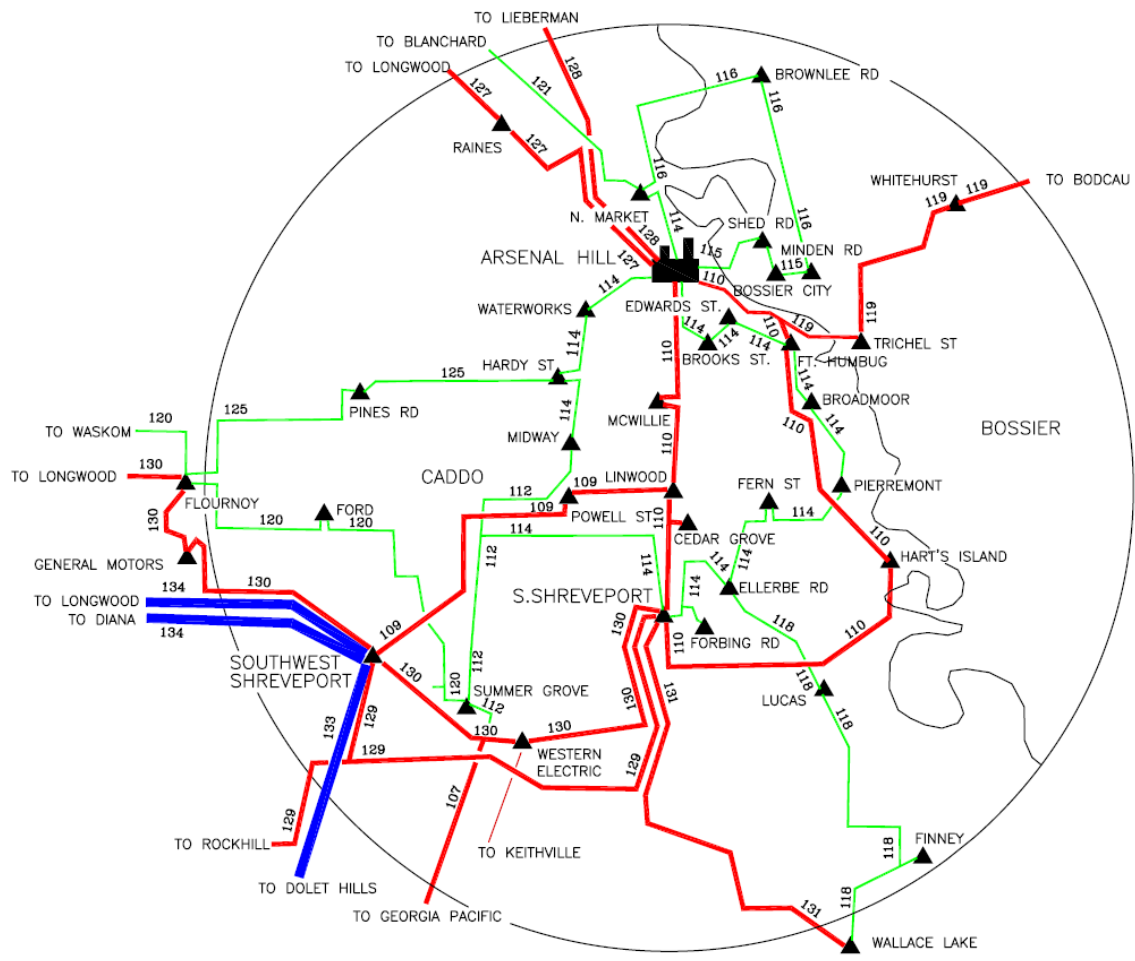 TO LIEBERMAN
TO BLANCHARD
TO LONGWOOD
128
116
BROWNLEE RD
127
121
116
RAINES
127
116
WHITEHURST
119
119
TO BODCAU
N. MARKET
114
SHED RD
116
128
127
115
MINDEN RD
ARSENAL HILL
110
115
BOSSIER CITY
114
EDWARDS ST.
119
119
WATERWORKS
114
114
114
110
TRICHEL ST
BROOKS ST.
FT. HUMBUG
114
110
HARDY ST
125
114
BROADMOOR
PINES RD
MCWILLIE
110
120
125
114
114
BOSSIER
TO WASKOM
MIDWAY
110
TO LONGWOOD
130
CADDO
LINWOOD
109
FERN ST
PIERREMONT
FLOURNOY
112
109
FORD
POWELL ST
110
114
130
120
120
CEDAR GROVE
110
114
112
HART'S ISLAND
GENERAL MOTORS
114
114
114
134
130
ELLERBE RD
TO LONGWOOD
S.SHREVEPORT
TO DIANA
134
109
130
118
110
FORBING RD
110
SOUTHWEST
SHREVEPORT
112
130
120
SUMMER GROVE
130
131
118
LUCAS
112
118
133
129
130
130
129
WESTERN
ELECTRIC
129
107
129
TO ROCKHILL
TO KEITHVILLE
FINNEY
118
TO DOLET HILLS
118
TO GEORGIA PACIFIC
131
WALLACE LAKE